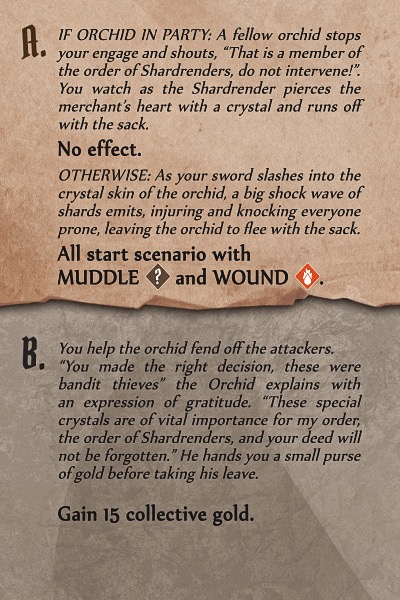 A.
IF ORCHID IN PARTY: A fellow orchid stops
your engage and shouts, “That is a member of
the order of Shardrenders, do not intervene!”.
You watch as the Shardrender pierces the
merchant’s heart with a crystal and runs off
with the sack.
No effect.
OTHERWISE: As your sword slashes into the
crystal skin of the orchid, a big shock wave of
shards emits, injuring and knocking everyone
prone, leaving the orchid to flee with the sack.
All start scenario with
MUDDLE ? and WOUND .
B.
You help the orchid fend off the attackers.
“You made the right decision, these were
bandit thieves” the Orchid explains with
an expression of gratitude. “These special
crystals are of vital importance for my order,
the order of Shardrenders, and your deed will
not be forgotten.” He hands you a small purse
of gold before taking his leave.
Gain 15 collective gold.